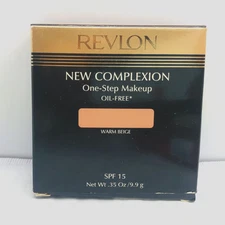 REVLON
NEW COMPLEXION
One-Step Makeup
OIL-FREE*
WARM BEIGE
SPF 15
Net Wt .35 Oz/9.9 g